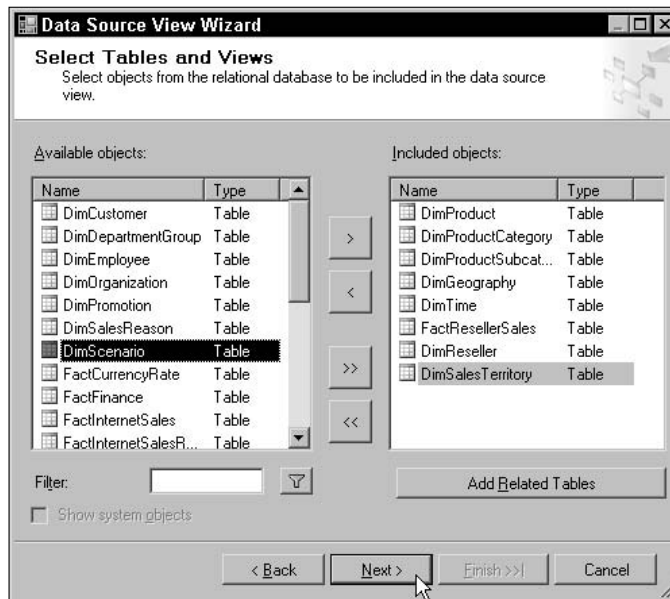 Data Source View Wizard
Select Tables and Views
Select objects from the relational database to be included in the data source
view.
Available objects:
Name Type
DimCustomer Table
DimDepartmentGroup Table
DimEmployee Table
DimOrganization Table
DimPromotion Table
DimSalesReason Table
DimScenario Table
FactCurrencyRate Table
FactFinance Table
FactInternetSales Table
FactInternetSalesR... Table
Filter:
Show system objects
>
<
>>
<<
Included objects:
Name Type
DimProduct Table
DimProductCategory Table
DimProductSubcat... Table
DimGeography Table
DimTime Table
FactResellerSales Table
DimReseller Table
DimSalesTerritory Table
Add Related Tables
< Back Next > Finish >>| Cancel